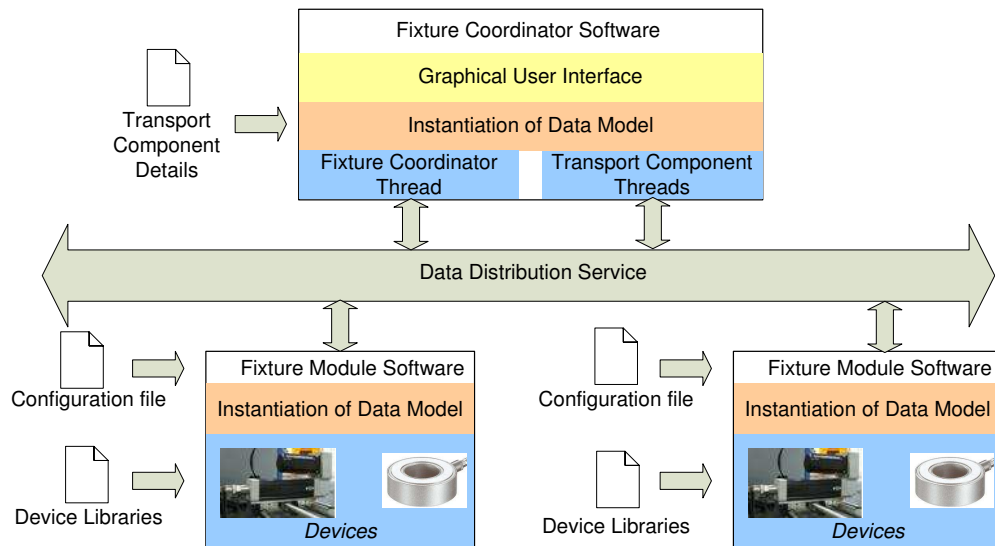 Fixture Coordinator Software
Graphical User Interface
Transport
Component
Details
Instantiation of Data Model
Fixture Coordinator
Thread
Transport Component
Threads
Data Distribution Service
Configuration file
Fixture Module Software
Instantiation of Data Model
Device Libraries
Devices
Configuration file
Fixture Module Software
Instantiation of Data Model
Device Libraries
Devices